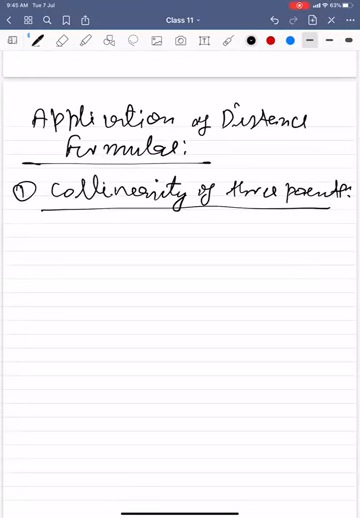 9:45 AM Tue 7 Jul
63%
Class 11
Application of Distance
Formulae:
① Collinearity of three points: